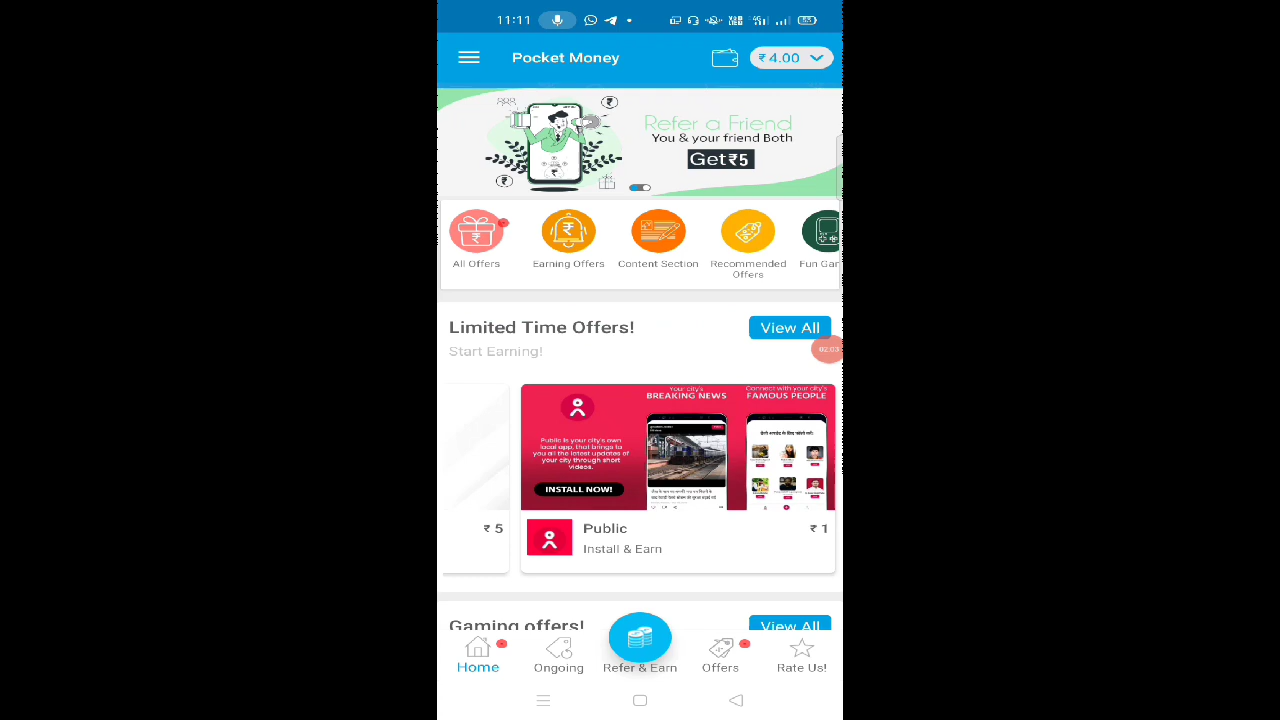 11:11
55
Pocket Money
₹ 4.00
Refer a Friend
You & your friend Both
Get ₹5
All Offers
Earning Offers
Content Section
Recommended
Offers
Fun Gar
Limited Time Offers!
View All
Start Earning!
02:03
Your city's
BREAKING NEWS
Connect with your city's
FAMOUS PEOPLE
Public is your city's own
local app, that brings to
you all the latest updates of
your city through short
videos.
INSTALL NOW!
₹ 5
Public
₹ 1
Install & Earn
Gaming offers!
View All
Home
Ongoing
Refer & Earn
Offers
Rate Us!